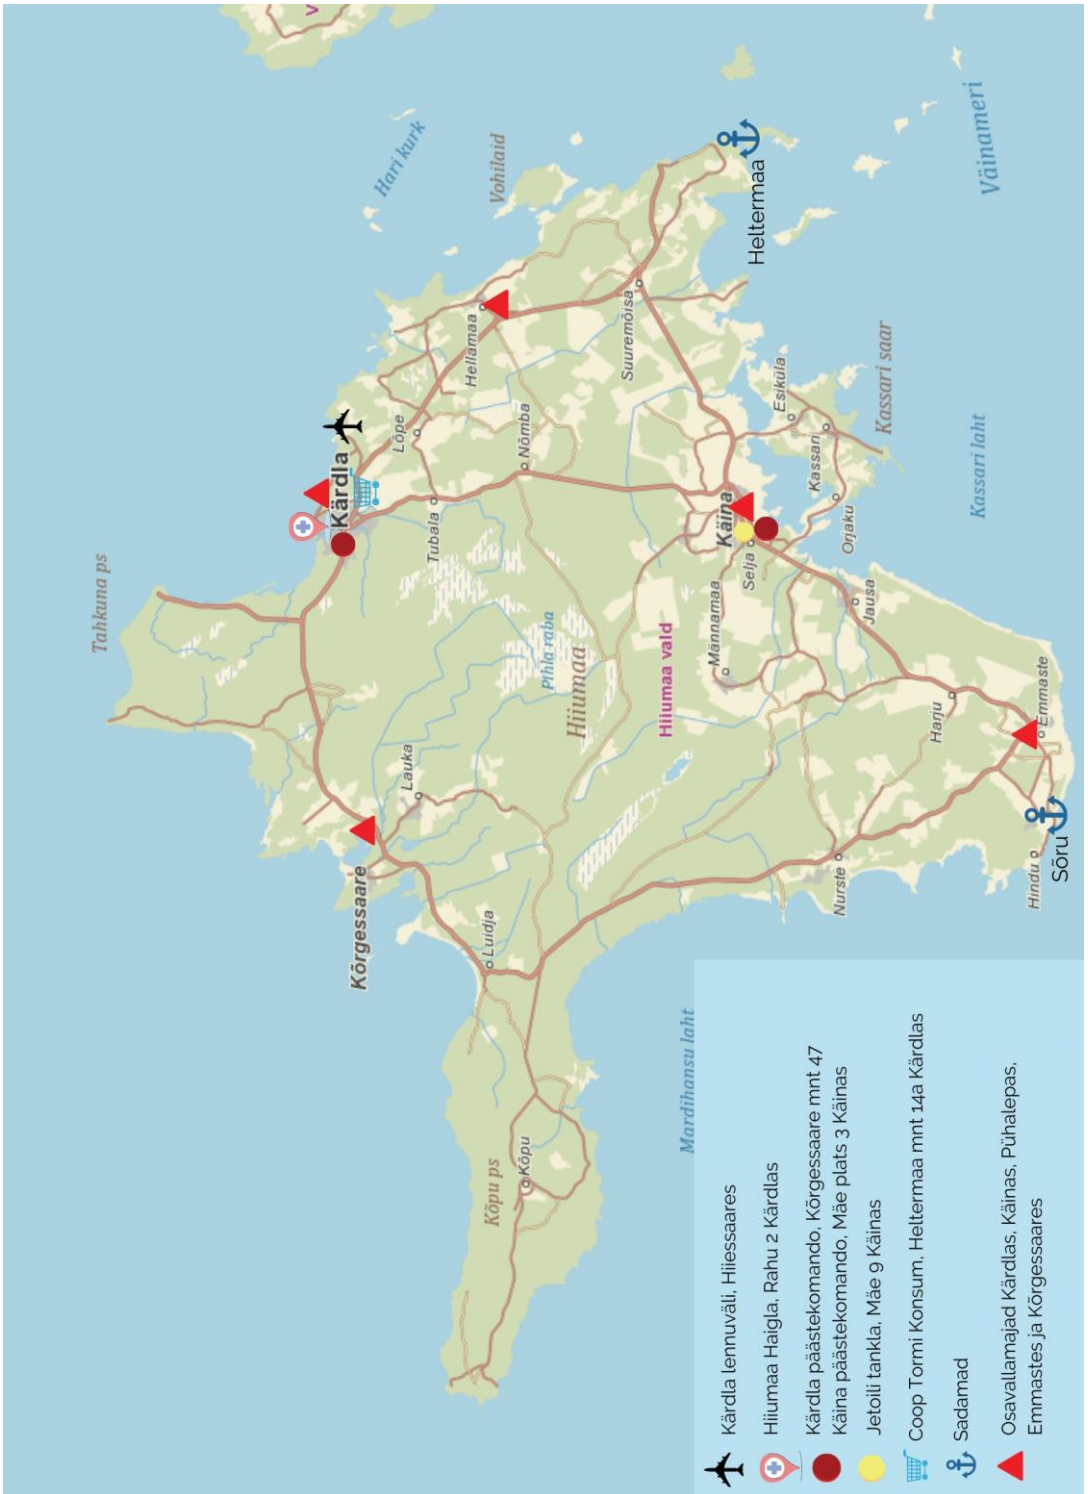 V
Tahkuna ps
Hari kurk
Vohilaid
Kärdla
Lõpe
Hellamaa
Tubala
Nõmba
Suuremõisa
Heltermaa
Väinameri
Kõrgessaare
Lauka
Luidja
Pihla raba
Hiiumaa
Hiiumaa vald
Männamaa
Käina
Selja
Esiküla
Kassari
Orjaku
Kassari saar
Kassari laht
Jausa
Harju
Emmaste
Nurste
Hindu
Sõru
Kõpu ps
Kõpu
Mardihansu laht
Kärdla lennuväli, Hiiessaares
Hiiumaa Haigla, Rahu 2 Kärdlas
Kärdla päästekomando, Kõrgessaare mnt 47
Käina päästekomando, Mäe plats 3 Käinas
Jetoili tankla, Mäe 9 Käinas
Coop Tormi Konsum, Heltermaa mnt 14a Kärdlas
Sadamad
Osavallamajad Kärdlas, Käinas, Pühalepas,
Emmastes ja Kõrgessaares